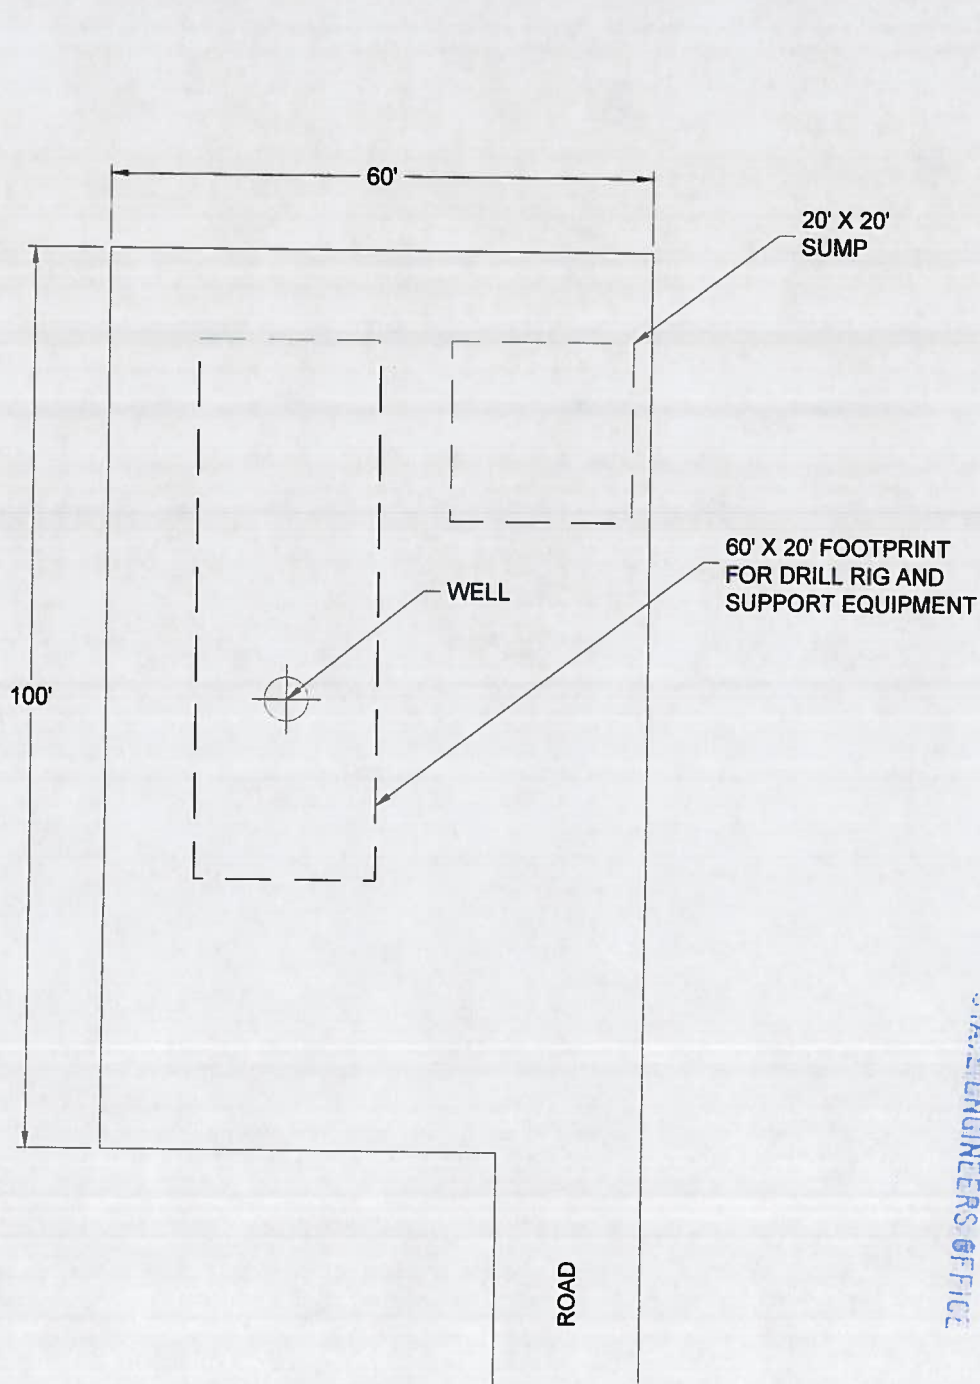 60'
20' X 20'
SUMP
60' X 20' FOOTPRINT
FOR DRILL RIG AND
SUPPORT EQUIPMENT
WELL
100'
ROAD
ENGINEERS OFFICE